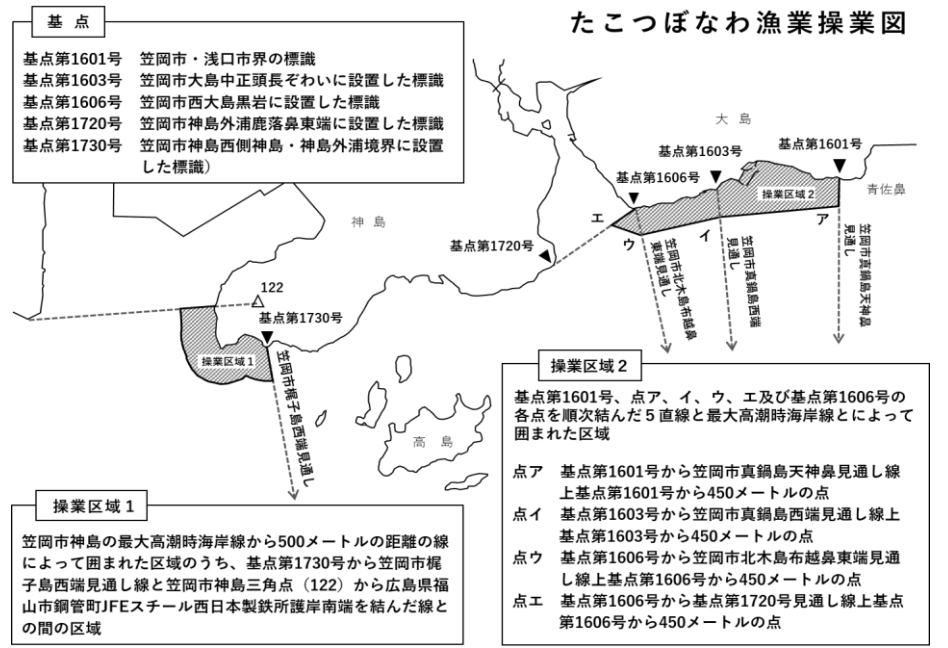 たこつぼなわ漁業操業図
基 点
基点第1601号 笠岡市・浅口市界の標識
基点第1603号 笠岡市大島中正頭長ぞわいに設置した標識
基点第1606号 笠岡市西大島黒岩に設置した標識
基点第1720号 笠岡市神島外浦鹿落鼻東端に設置した標識
基点第1730号 笠岡市神島西側神島・神島外浦境界に設置
した標識）
大 島
基点第1601号
基点第1603号
基点第1606号
操業区域２
青佐鼻
エ
ウ
イ
ア
神 島
基点第1720号
笠岡市北木島布越鼻
東端見通し
笠岡市真鍋島西端
見通し
笠岡市真鍋島天神鼻
見通し
122
基点第1730号
操業区域１
笠岡市梶子島西端見通し
高 島
操業区域１
笠岡市神島の最大高潮時海岸線から500メートルの距離の線
によって囲まれた区域のうち、基点第1730号から笠岡市梶
子島西端見通し線と笠岡市神島三角点（122）から広島県福
山市鋼管町JFEスチール西日本製鉄所護岸南端を結んだ線と
の間の区域
操業区域２
基点第1601号、点ア、イ、ウ、エ及び基点第1606号の
各点を順次結んだ５直線と最大高潮時海岸線とによって
囲まれた区域
点ア 基点第1601号から笠岡市真鍋島天神鼻見通し線
上基点第1601号から450メートルの点
点イ 基点第1603号から笠岡市真鍋島西端見通し線上
基点第1603号から450メートルの点
点ウ 基点第1606号から笠岡市北木島布越鼻東端見通
し線上基点第1606号から450メートルの点
点エ 基点第1606号から基点第1720号見通し線上基点
第1606号から450メートルの点